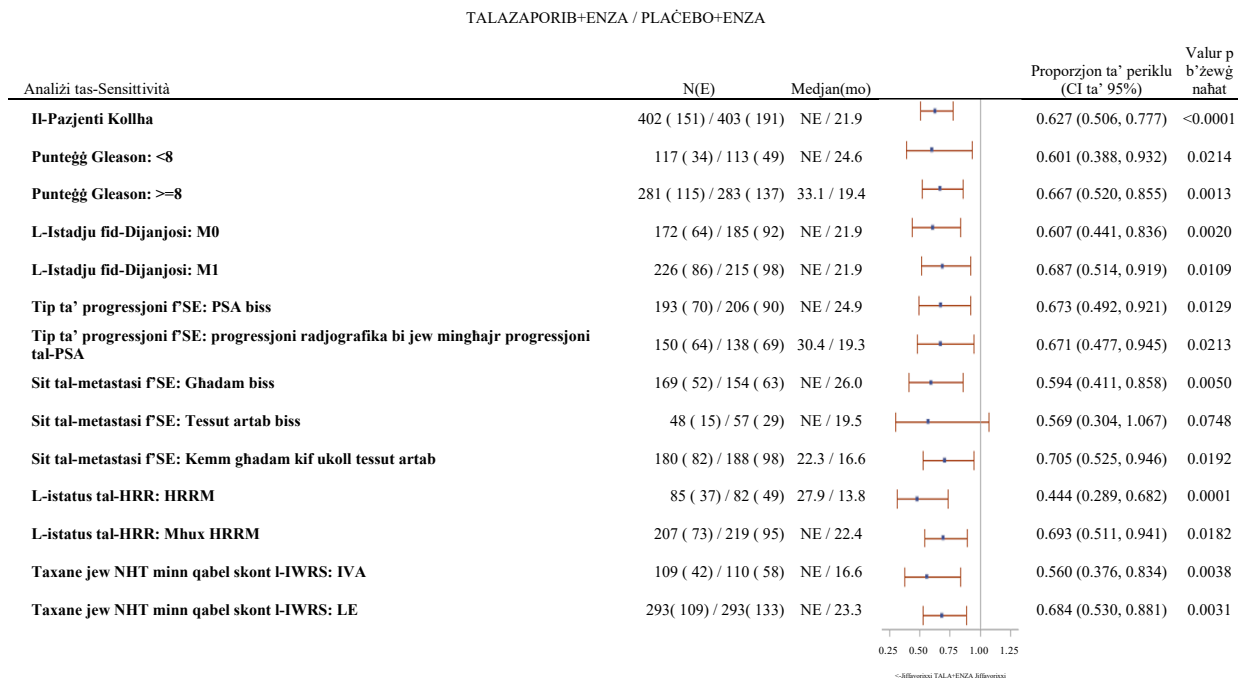 TALAZAPORIB+ENZA / PLAĊEBO+ENZA
Analiżi tas-Sensittività N(E) Medjan(mo) Proporzjon ta’ periklu (CI ta’ 95%) Valur p b’żewġ naħat
Il-Pazjenti Kollha 402 ( 151) / 403 ( 191) NE / 21.9 0.627 (0.506, 0.777) <0.0001
Punteġġ Gleason: <8 117 ( 34) / 113 ( 49) NE / 24.6 0.601 (0.388, 0.932) 0.0214
Punteġġ Gleason: >=8 281 ( 115) / 283 ( 137) 33.1 / 19.4 0.667 (0.520, 0.855) 0.0013
L-Istadju fid-Dijanjosi: M0 172 ( 64) / 185 ( 92) NE / 21.9 0.607 (0.441, 0.836) 0.0020
L-Istadju fid-Dijanjosi: M1 226 ( 86) / 215 ( 98) NE / 21.9 0.687 (0.514, 0.919) 0.0109
Tip ta’ progressjoni f’SE: PSA biss 193 ( 70) / 206 ( 90) NE / 24.9 0.673 (0.492, 0.921) 0.0129
Tip ta’ progressjoni f’SE: progressjoni radjografika bi jew mingħajr progressjoni
tal-PSA 150 ( 64) / 138 ( 69) 30.4 / 19.3 0.671 (0.477, 0.945) 0.0213
Sit tal-metastasi f’SE: Għadam biss 169 ( 52) / 154 ( 63) NE / 26.0 0.594 (0.411, 0.858) 0.0050
Sit tal-metastasi f’SE: Tessut artab biss 48 ( 15) / 57 ( 29) NE / 19.5 0.569 (0.304, 1.067) 0.0748
Sit tal-metastasi f’SE: Kemm għadam kif ukoll tessut artab 180 ( 82) / 188 ( 98) 22.3 / 16.6 0.705 (0.525, 0.946) 0.0192
L-istatus tal-HRR: HRRM 85 ( 37) / 82 ( 49) 27.9 / 13.8 0.444 (0.289, 0.682) 0.0001
L-istatus tal-HRR: Mhux HRRM 207 ( 73) / 219 ( 95) NE / 22.4 0.693 (0.511, 0.941) 0.0182
Taxane jew NHT minn qabel skont l-IWRS: IVA 109 ( 42) / 110 ( 58) NE / 16.6 0.560 (0.376, 0.834) 0.0038
Taxane jew NHT minn qabel skont l-IWRS: LE 293( 109) / 293( 133) NE / 23.3 0.684 (0.530, 0.881) 0.0031
0.25 0.50 0.75 1.00 1.25
<-Jiffavorixxi TALA+ENZA Jiffavorixxi